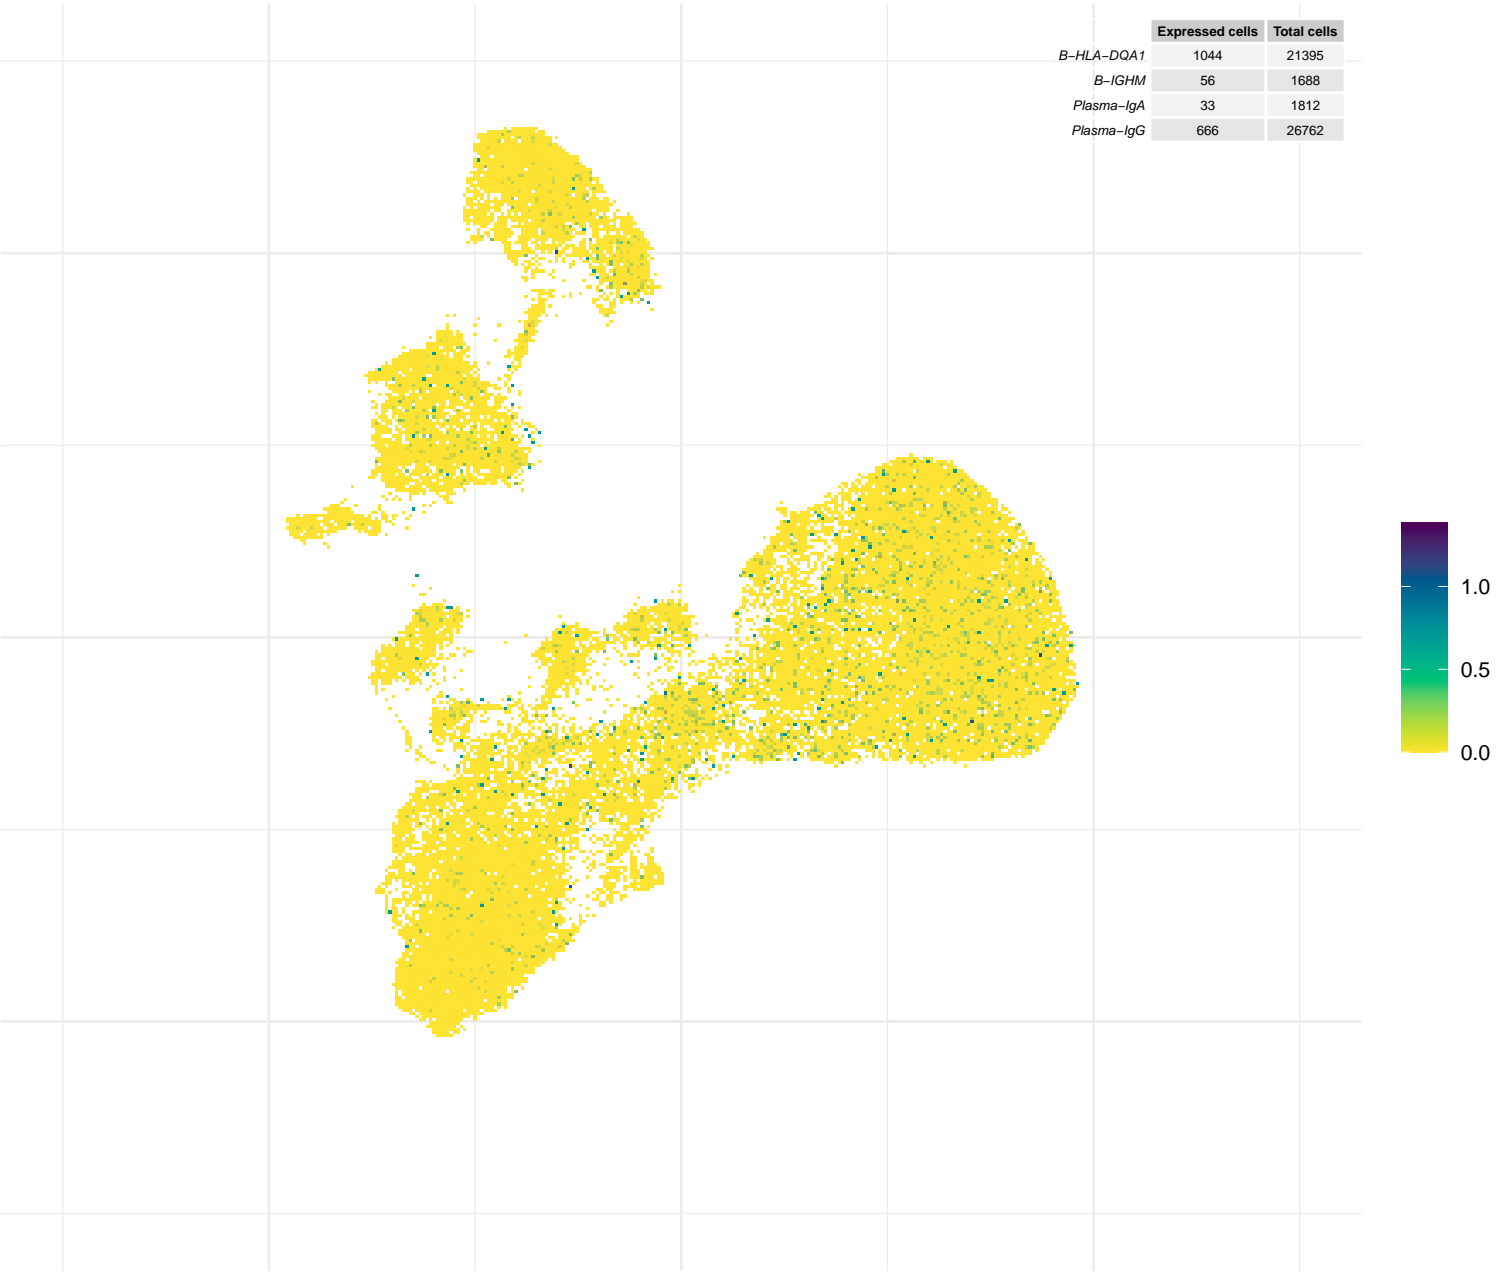 Expressed cells Total cells
B−HLA−DQA1 1044 21395
B−IGHM 56 1688
Plasma−IgA 33 1812
Plasma−IgG 666 26762
1.0
0.5
0.0